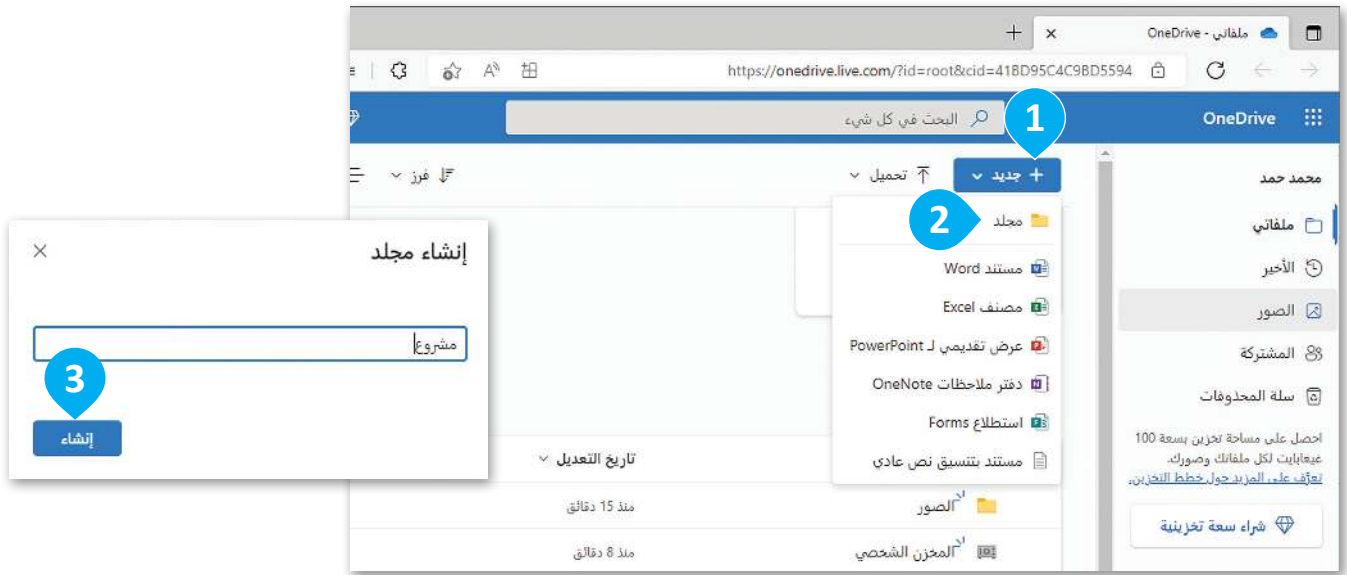 ملفاتي - OneDrive
https://onedrive.live.com/?id=root&cid=418D95C4C9BD5594
OneDrive
البحث في كل شيء
1
محمد حمد
ملفاتي
الأخير
الصور
المشتركة
سلة المحذوفات
احصل على مساحة تخزين بسعة 100
غيغابايت لكل ملفاتك وصورك.
تعرّف على المزيد حول خطط التخزين.
شراء سعة تخزينية
+ جديد
تحميل
فرز
2
مجلد
مستند Word
مصنف Excel
عرض تقديمي لـ PowerPoint
دفتر ملاحظات OneNote
استطلاع Forms
مستند بتنسيق نص عادي
تاريخ التعديل
الصور
منذ 15 دقائق
المخزن الشخصي
منذ 8 دقائق
إنشاء مجلد
مشروع
3
إنشاء